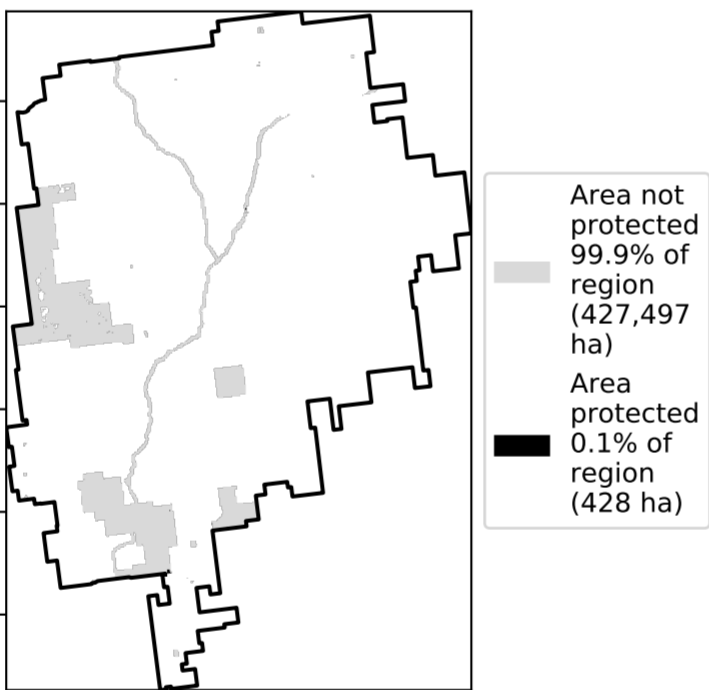 Area not
protected
99.9% of
region
(427,497
ha)
Area
protected
0.1% of
region
(428 ha)